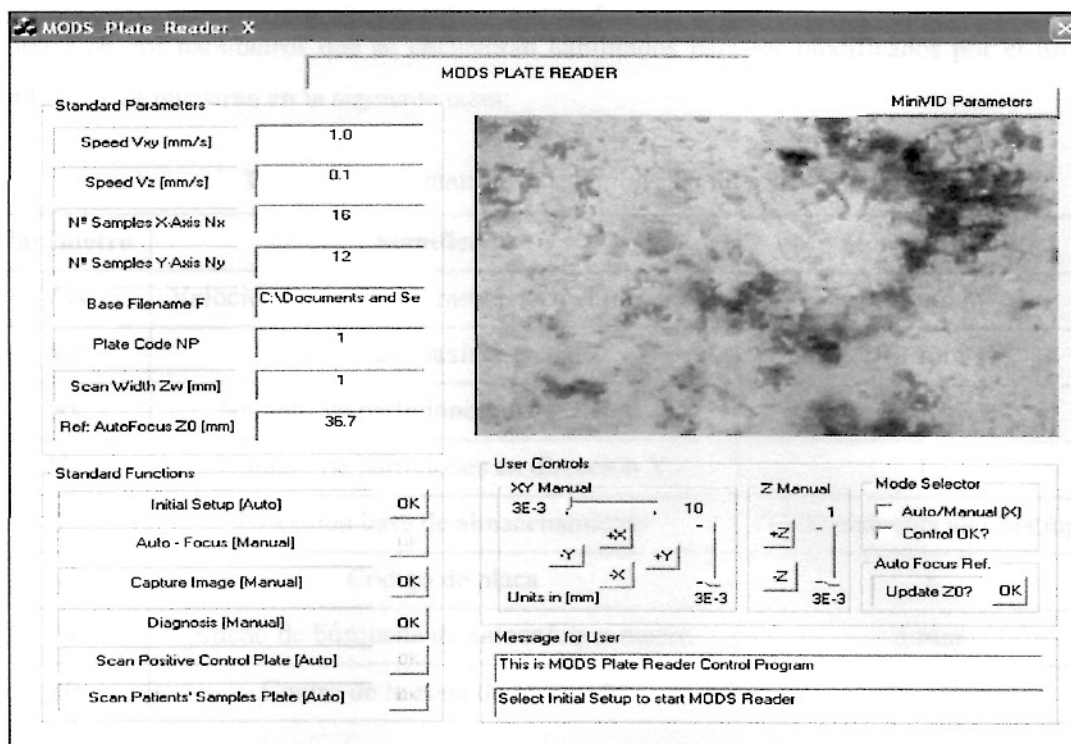 MODS Plate Reader X
MODS PLATE READER
MiniVID Parameters
Standard Parameters
Speed Vxy [mm/s] 1.0
Speed Vz [mm/s] 0.1
Nº Samples X-Axis Nx 16
Nº Samples Y-Axis Ny 12
Base Filename F C:\Documents and Se
Plate Code NP 1
Scan Width Zw [mm] 1
Ref: AutoFocus Z0 [mm] 36.7
Standard Functions
Initial Setup [Auto] OK
Auto - Focus [Manual] OK
Capture Image [Manual] OK
Diagnosis [Manual] OK
Scan Positive Control Plate [Auto] OK
Scan Patients' Samples Plate [Auto]
User Controls
XY Manual
3E-3 10
+X
-Y +Y
-X
Units in [mm] 3E-3
Z Manual
1
+Z
-Z
3E-3
Mode Selector
Auto/Manual [X]
Control OK?
Auto Focus Ref.
Update Z0? OK
Message for User
This is MODS Plate Reader Control Program
Select Initial Setup to start MODS Reader